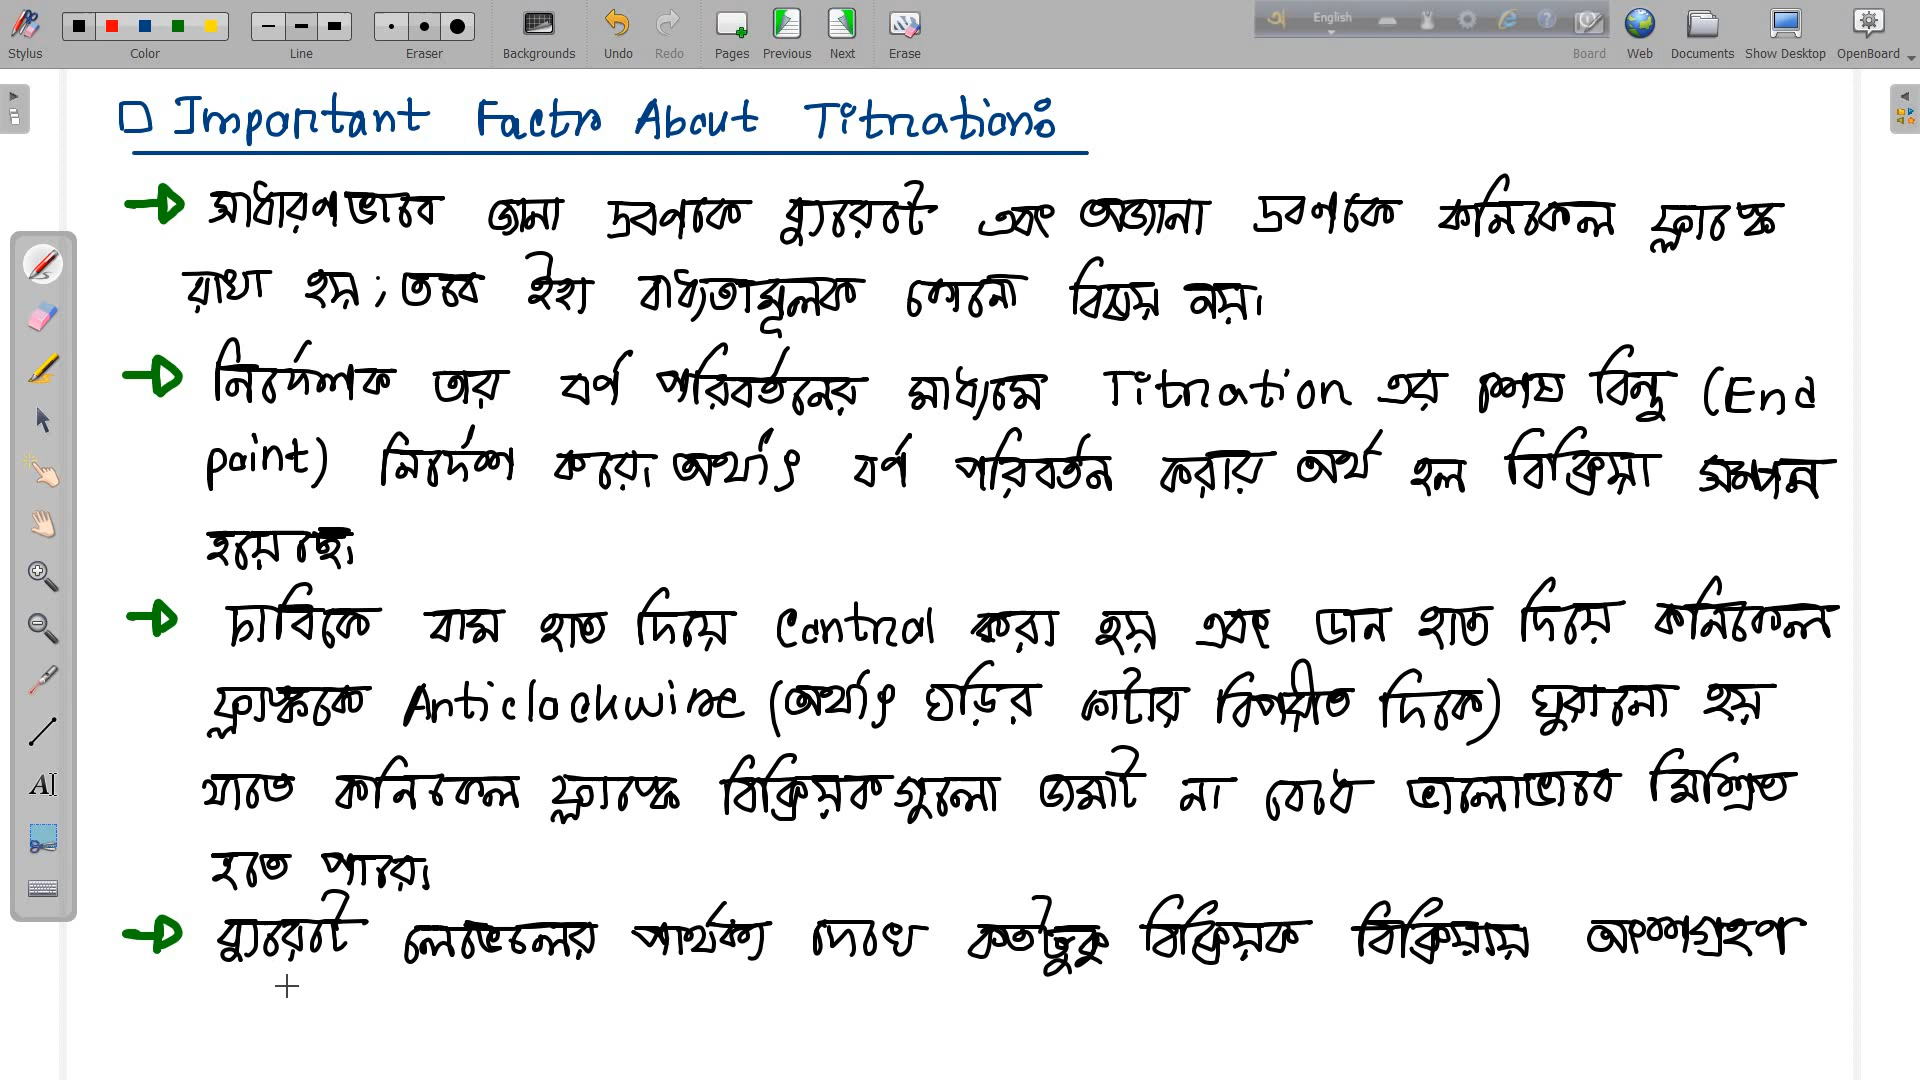 English
Stylus Color Line Eraser Backgrounds Undo Redo Pages Previous Next Erase Board Web Documents Show Desktop OpenBoard
Important Facts About Titration:
সাধারণভাবে জানা দ্রবণকে ব্যুরেটে এবং অজানা দ্রবণকে কনিকেল ফ্লাস্কে
রাখা হয়; তবে ইহা বাধ্যতামূলক কোনো বিষয় নয়।
নির্দেশক তার বর্ণ পরিবর্তনের মাধ্যমে Titration এর শেষ বিন্দু (End
point) নির্দেশ করে। অর্থাৎ বর্ণ পরিবর্তন করার অর্থ হল বিক্রিয়া সম্পন্ন
হয়েছে।
চাবিকে বাম হাত দিয়ে Control করা হয় এবং ডান হাত দিয়ে কনিকেল
ফ্লাস্ককে Anticlockwise (অর্থাৎ ঘড়ির কাটার বিপরীত দিকে) ঘুরানো হয়
যাতে কনিকেল ফ্লাস্কে বিক্রিয়কগুলো জমাট না বেধে ভালোভাবে মিশ্রিত
হতে পারে।
ব্যুরেটে লেভেলের পার্থক্য দেখে কতটুকু বিক্রিয়ক বিক্রিয়ায় অংশগ্রহণ